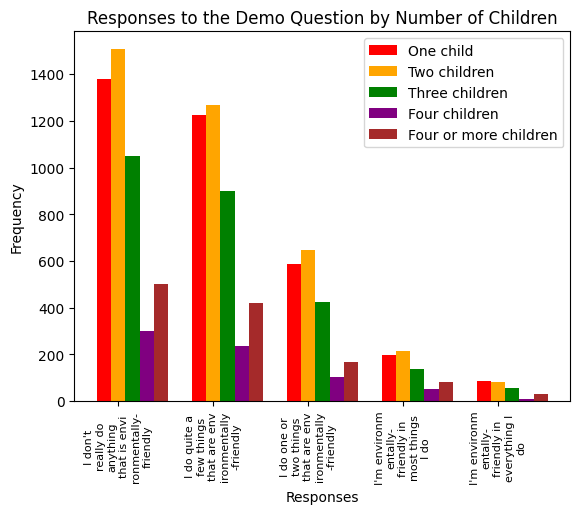 Responses to the Demo Question by Number of Children
One child
Two children
Three children
Four children
Four or more children
Frequency
1400
1200
1000
800
600
400
200
0
I don't
really do
anything
that is envi
ronmentally-
friendly
I do quite a
few things
that are env
ironmentally
-friendly
I do one or
two things
that are env
ironmentally
-friendly
I'm environm
entally-
friendly in
most things
I do
I'm environm
entally-
friendly in
everything I
do
Responses